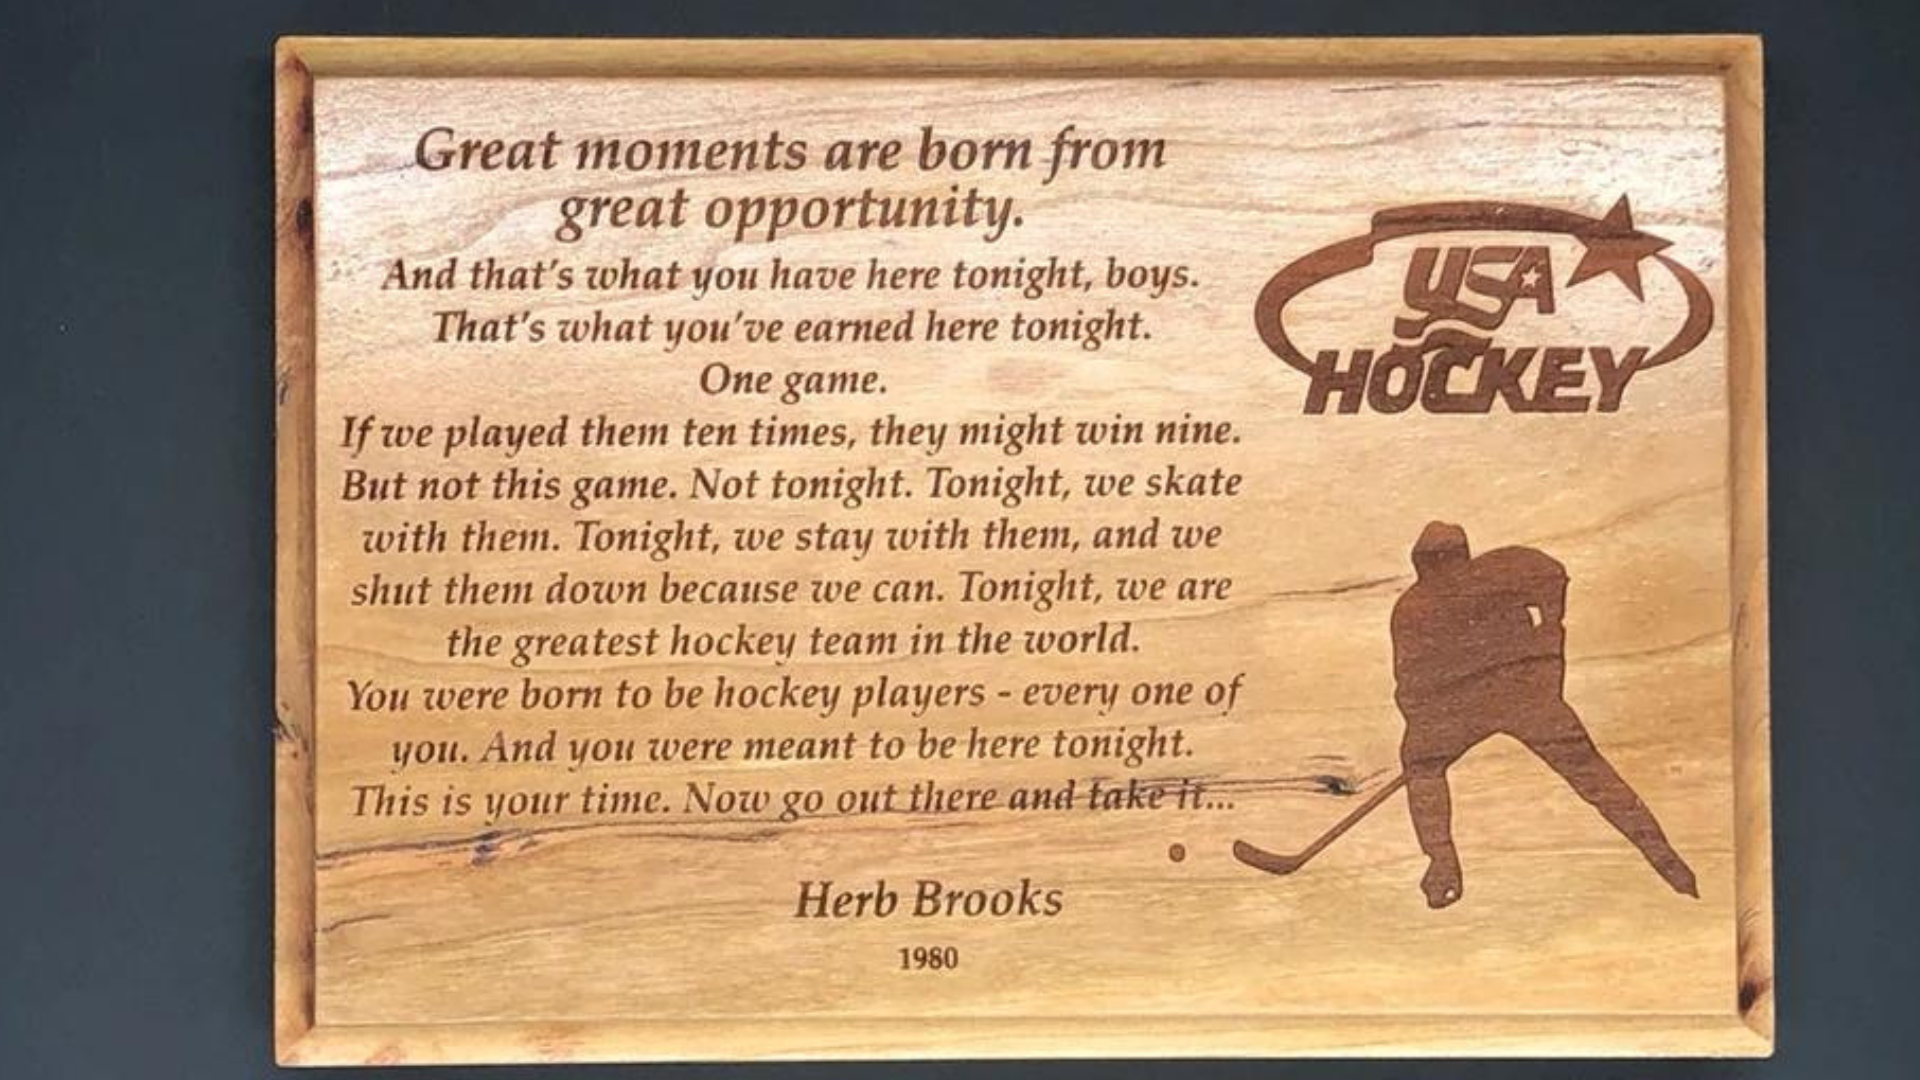 Great moments are born from
great opportunity.
And that's what you have here tonight, boys.
That's what you've earned here tonight.
One game.
If we played them ten times, they might win nine.
But not this game. Not tonight. Tonight, we skate
with them. Tonight, we stay with them, and we
shut them down because we can. Tonight, we are
the greatest hockey team in the world.
You were born to be hockey players - every one of
you. And you were meant to be here tonight.
This is your time. Now go out there and take it...
Herb Brooks
1980
USA
HOCKEY